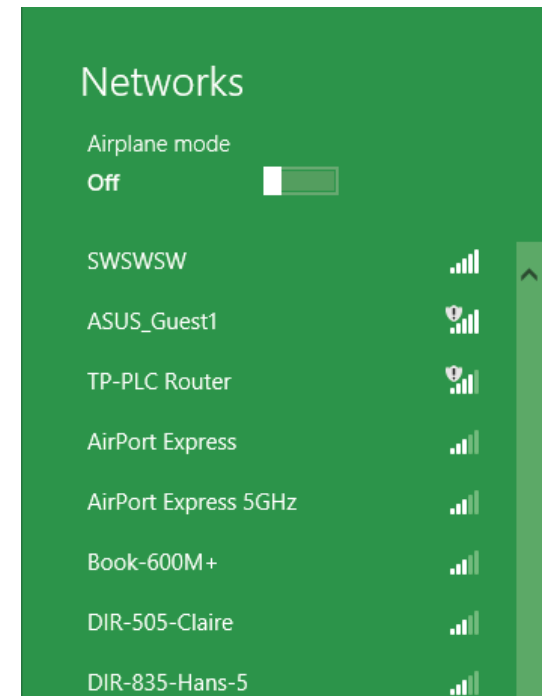 Networks
Airplane mode
Off
SWSWSW
ASUS_Guest1
TP-PLC Router
AirPort Express
AirPort Express 5GHz
Book-600M+
DIR-505-Claire
DIR-835-Hans-5